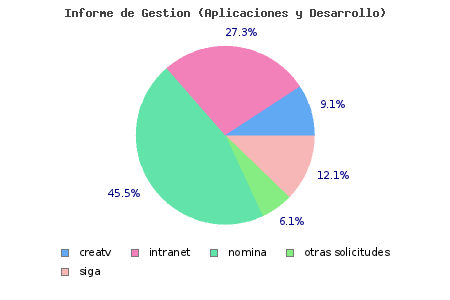 Informe de Gestion (Aplicaciones y Desarrollo)
27.3%
9.1%
12.1%
45.5%
6.1%
creatv intranet nomina otras solicitudes
siga